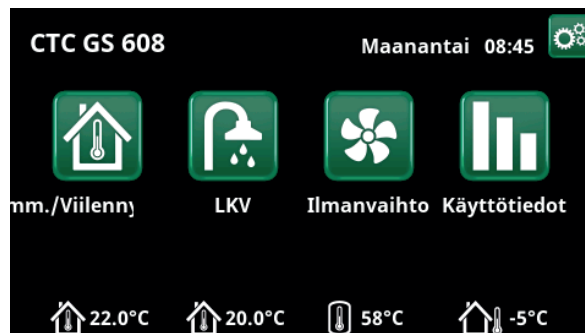 CTC GS 608
Maanantai 08:45
mm./Viilenny
LKV
Ilmanvaihto
Käyttötiedot
22.0°C
20.0°C
58°C
-5°C